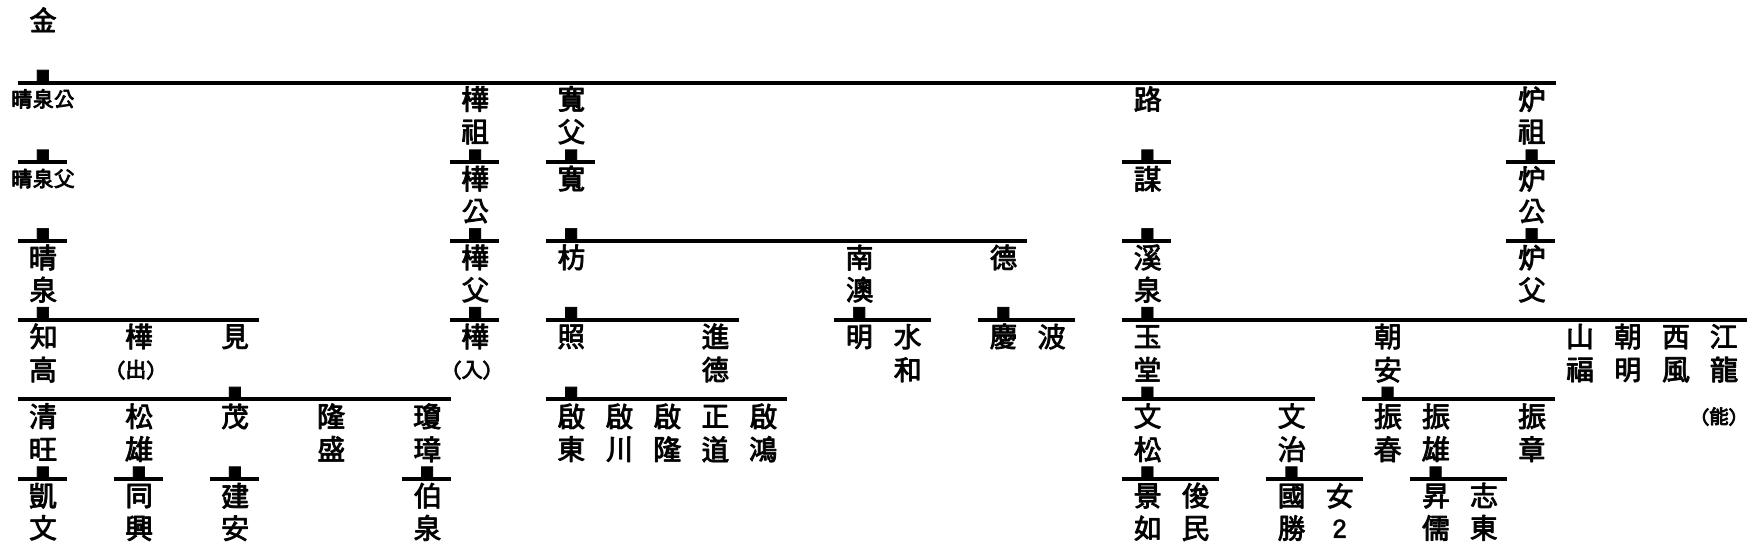 金
晴泉公 樺祖 寬父 路 炉祖
晴泉父 樺公 寬 謀 炉公
晴泉 樺父 枋 南澳 德 溪泉 炉父
知高 樺(出) 見 樺(入) 照 進德 明 水和 慶 波 玉堂 朝安 山福 朝明 西風 江龍(能)
清旺 松雄 茂 隆盛 瓊璋 啟東 啟川 啟隆 正道 啟鴻 文松 文治 振春 振雄 振章
凱文 同興 建安 伯泉 景如 俊民 國勝 女2 昇儒 志東